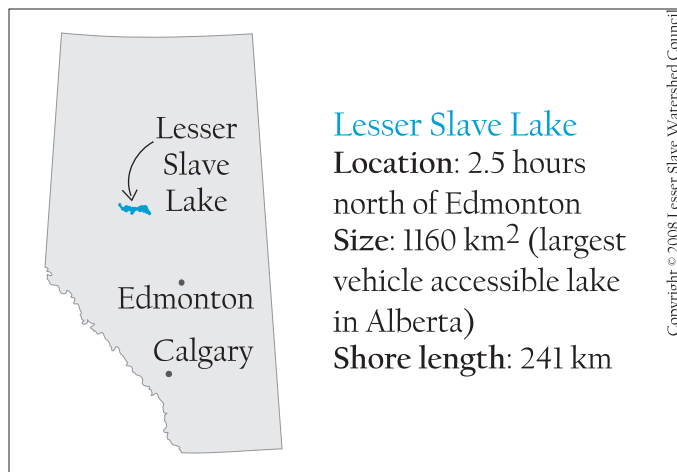 Lesser
Slave
Lake
Edmonton
Calgary
Lesser Slave Lake
Location: 2.5 hours
north of Edmonton
Size: 1160 km² (largest
vehicle accessible lake
in Alberta)
Shore length: 241 km
Copyright © 2008 Lesser Slave Watershed Council